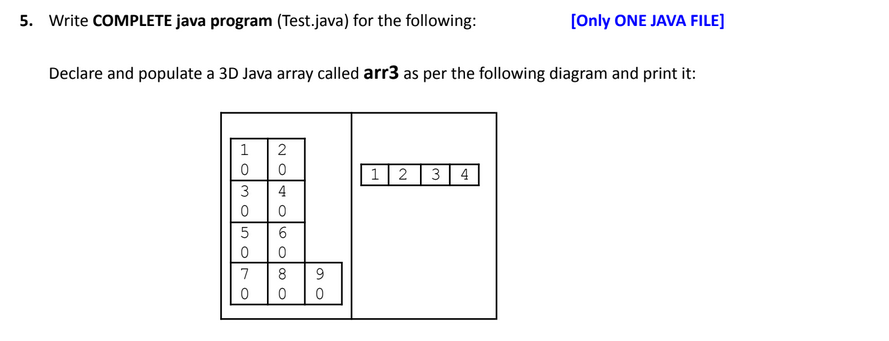 5. Write COMPLETE java program (Test.java) for the following: [Only ONE JAVA FILE]
Declare and populate a 3D Java array called arr3 as per the following diagram and print it:
1 2
0 0
1 2 3 4
3 4
0 0
5 6
0 0
7 8 9
0 0 0